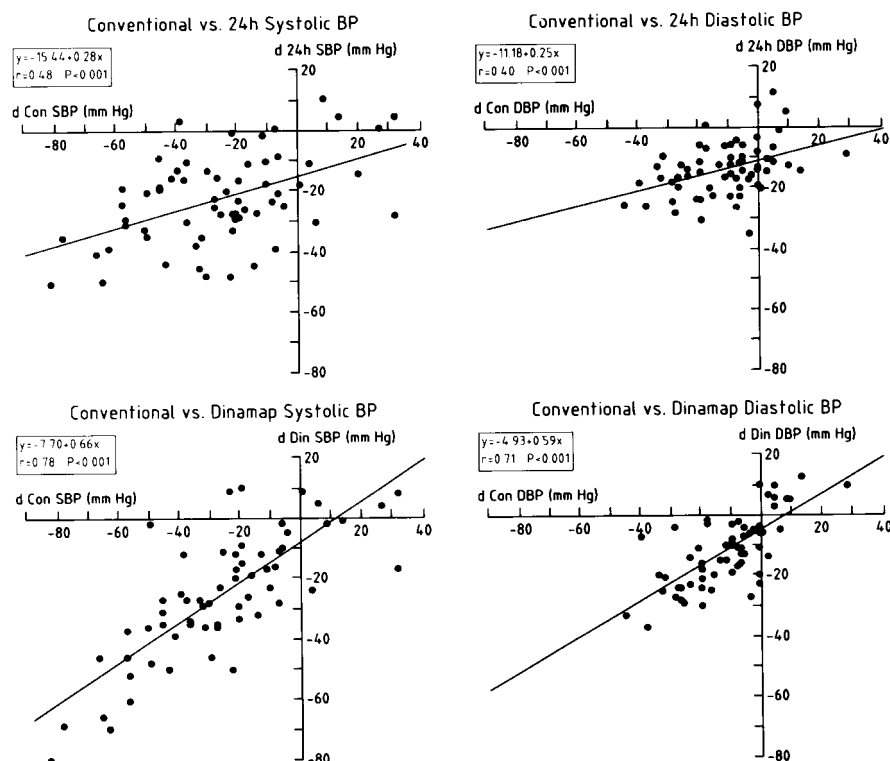 Conventional vs. 24h Systolic BP
d 24h SBP (mm Hg)
y=-15.44+0.28x
r=0.48 P<0.001
d Con SBP (mm Hg)
20
-80 -60 -40 -20 20 40
-20
-40
-60
-80
Conventional vs. 24h Diastolic BP
d 24h DBP (mm Hg)
y=-11.18+0.25x
r=0.40 P<0.001
d Con DBP (mm Hg)
20
-80 -60 -40 -20 20 40
-20
-40
-60
-80
Conventional vs. Dinamap Systolic BP
d Din SBP (mm Hg)
y=-7.70+0.66x
r=0.78 P<0.001
d Con SBP (mm Hg)
20
-80 -60 -40 -20 20 40
-20
-40
-60
-80
Conventional vs. Dinamap Diastolic BP
d Din DBP (mm Hg)
y=-4.93+0.59x
r=0.71 P<0.001
d Con DBP (mm Hg)
20
-80 -60 -40 -20 20 40
-20
-40
-60
-80